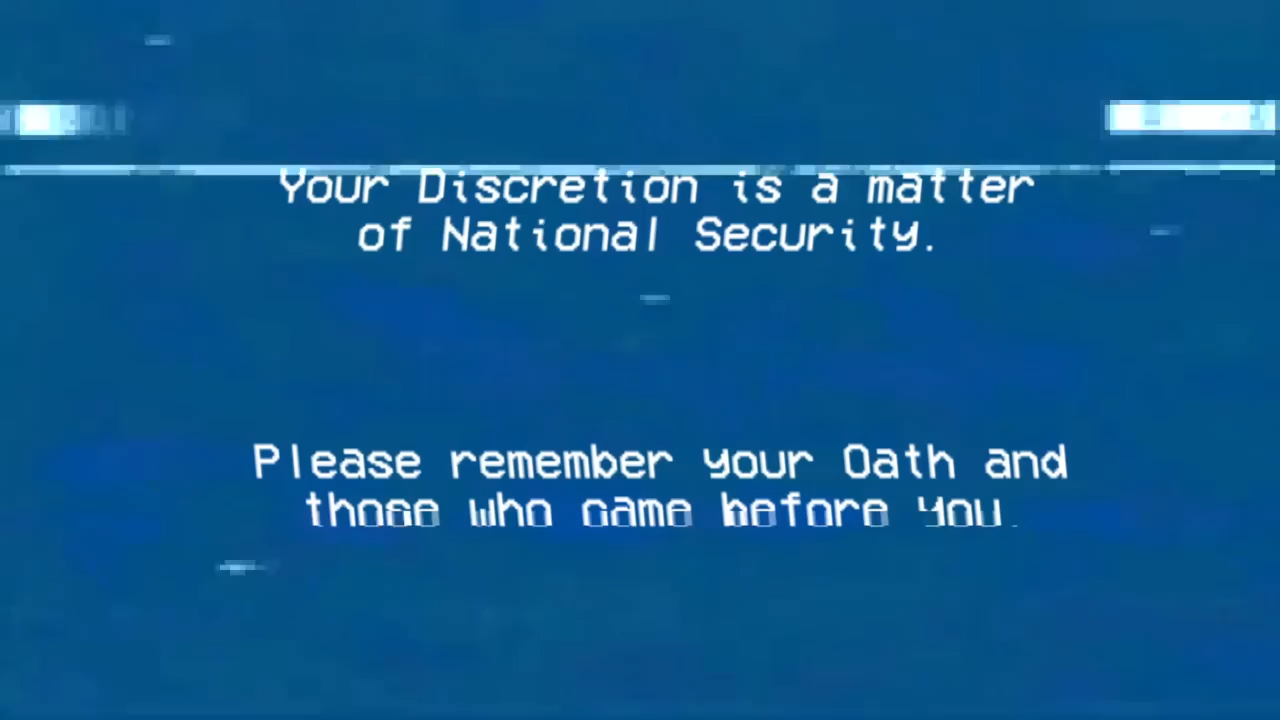 Your Discretion is a matter
of National Security.
Please remember your Oath and
those who came before you.